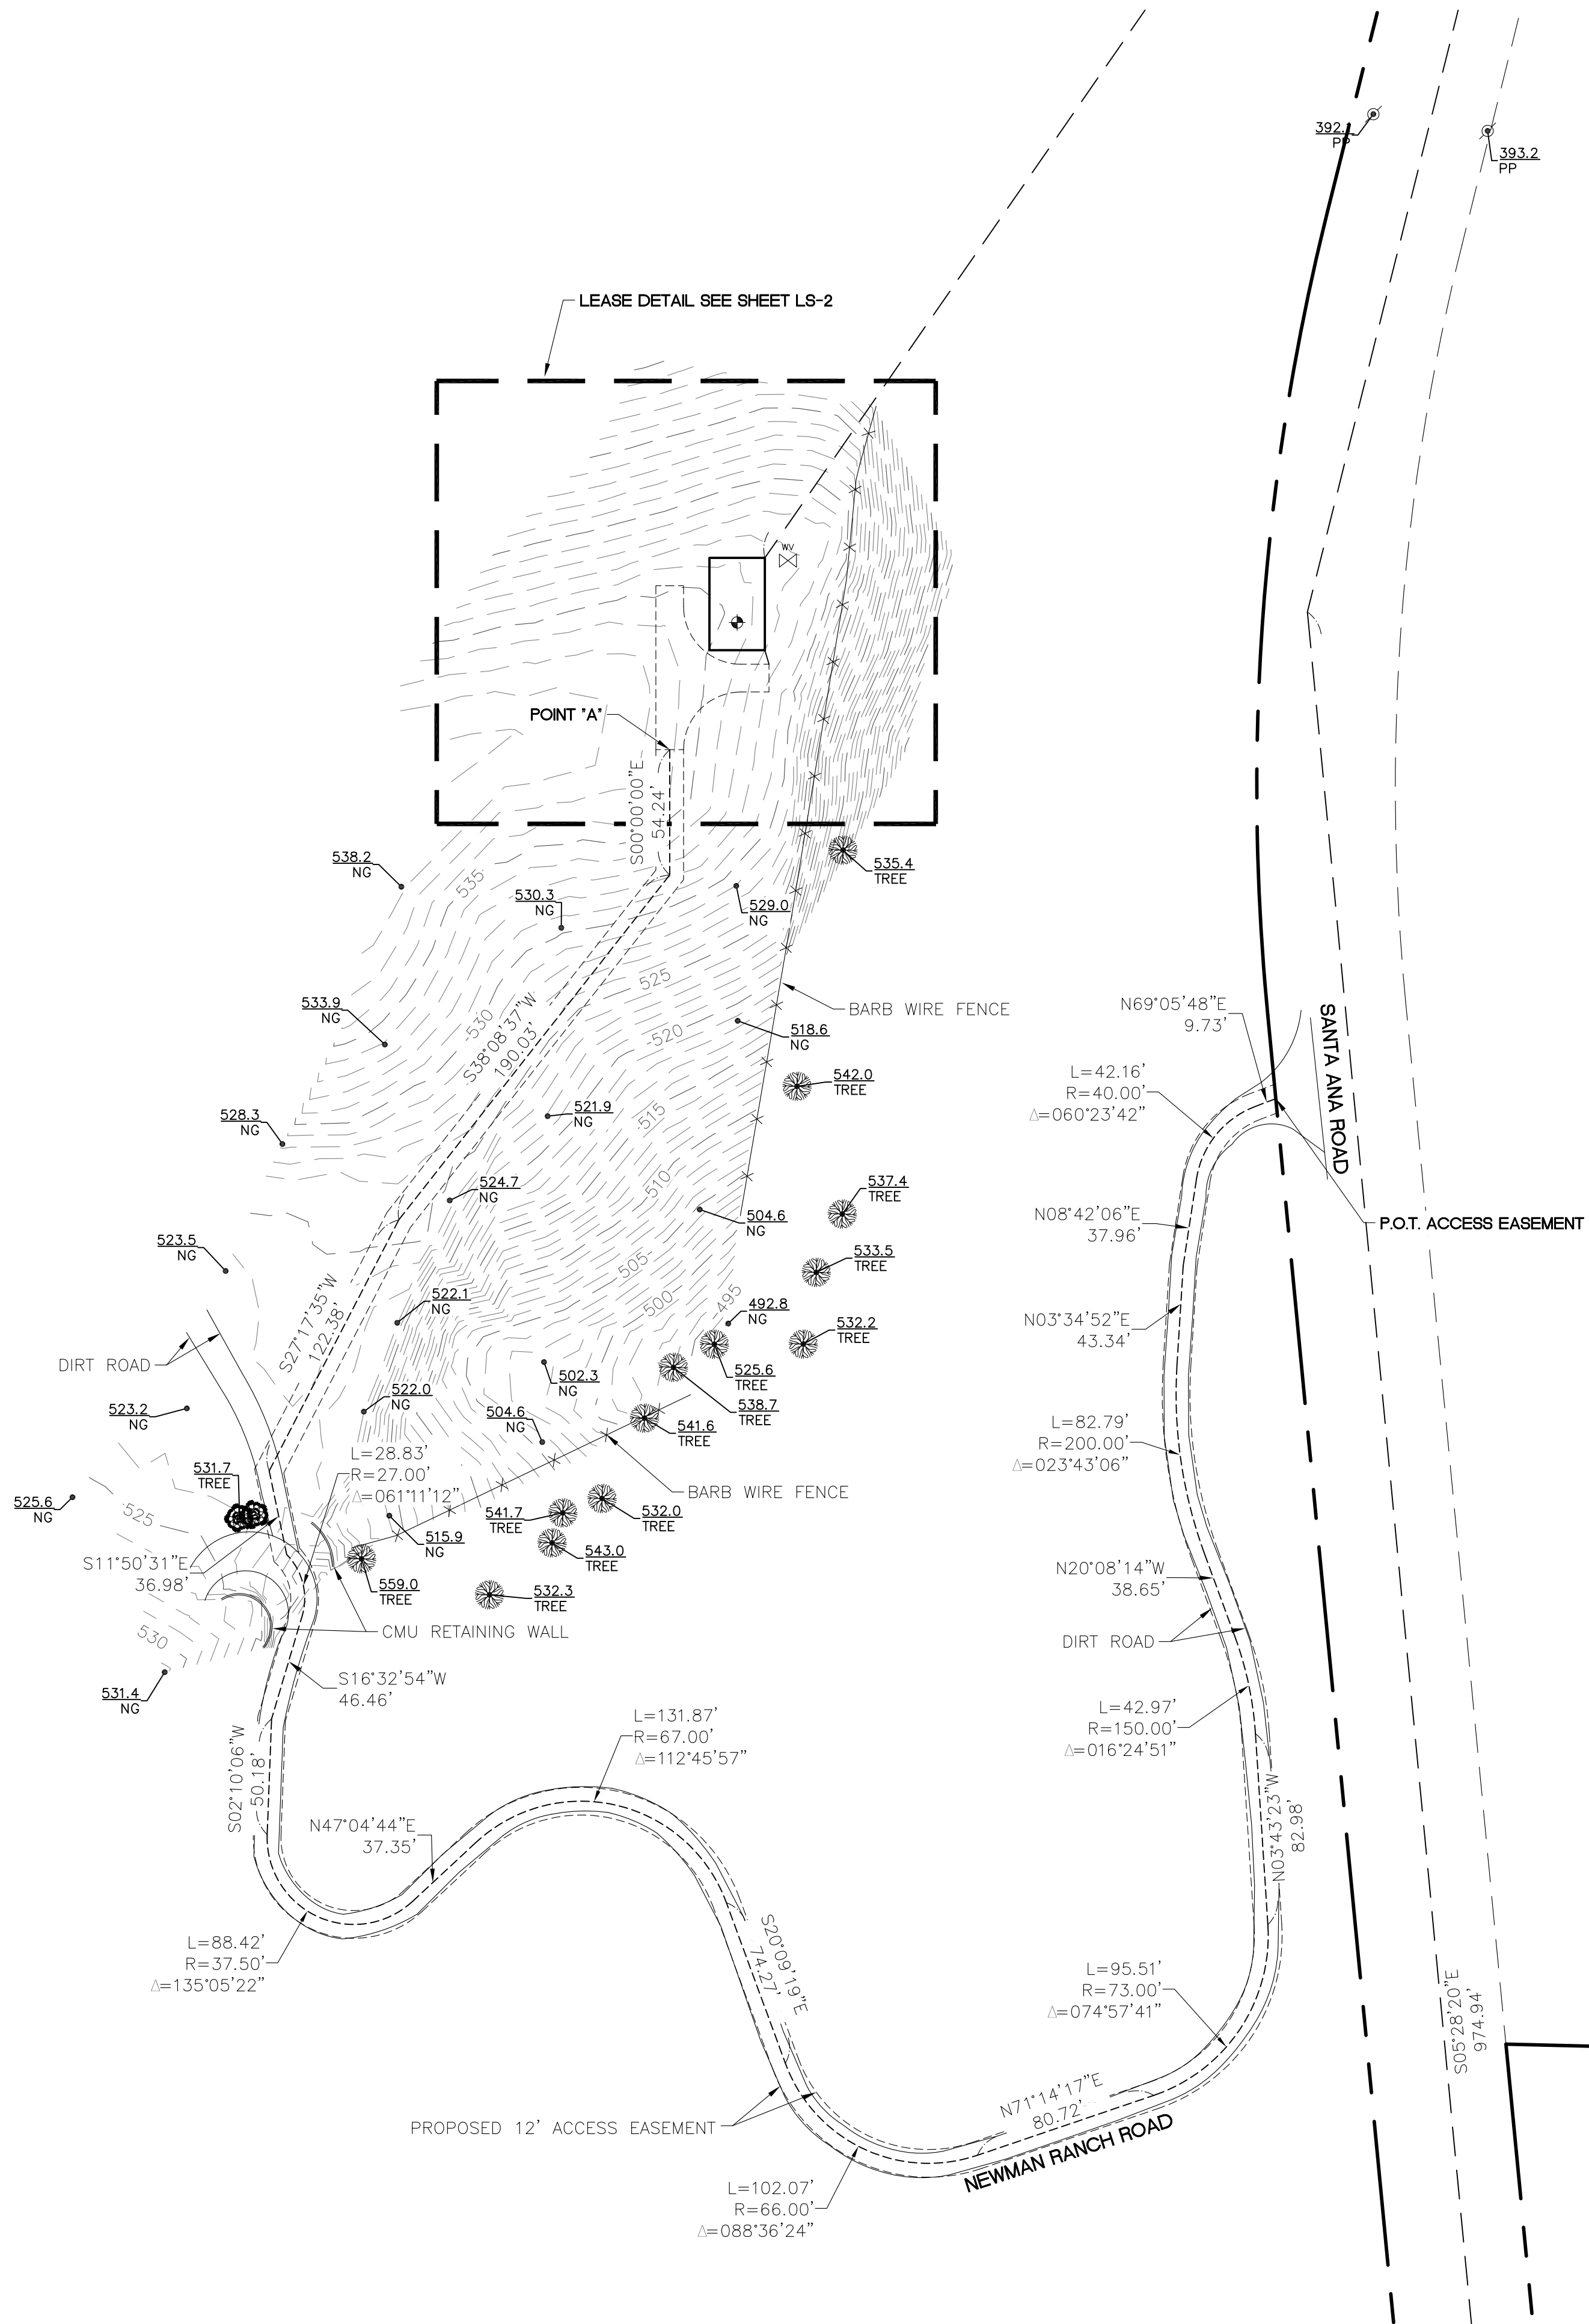 392.
PP
393.2
PP
LEASE DETAIL SEE SHEET LS-2
WV
POINT "A"
S00°00'00"E
54.24'
538.2
NG
535
530.3
NG
529.0
NG
535.4
TREE
525
BARB WIRE FENCE
533.9
NG
530
S38°08'37"W
190.03'
520
518.6
NG
542.0
TREE
N69°05'48"E
9.73'
SANTA ANA ROAD
L=42.16'
R=40.00'
Δ=060°23'42"
528.3
NG
521.9
NG
515
524.7
NG
510
504.6
NG
537.4
TREE
N08°42'06"E
37.96'
P.O.T. ACCESS EASEMENT
523.5
NG
505
533.5
TREE
522.1
NG
500
495
492.8
NG
532.2
TREE
N03°34'52"E
43.34'
S27°17'35"W
122.38'
DIRT ROAD
502.3
NG
525.6
TREE
523.2
NG
522.0
NG
504.6
NG
538.7
TREE
541.6
TREE
L=82.79'
R=200.00'
Δ=023°43'06"
L=28.83'
R=27.00'
Δ=061°11'12"
531.7
TREE
525.6
NG
525
BARB WIRE FENCE
515.9
NG
541.7
TREE
532.0
TREE
543.0
TREE
S11°50'31"E
36.98'
559.0
TREE
532.3
TREE
N20°08'14"W
38.65'
530
CMU RETAINING WALL
DIRT ROAD
531.4
NG
S16°32'54"W
46.46'
L=42.97'
R=150.00'
Δ=016°24'51"
L=131.87'
R=67.00'
Δ=112°45'57"
S02°10'06"W
50.18'
N47°04'44"E
37.35'
N03°43'23"W
82.98'
L=88.42'
R=37.50'
Δ=135°05'22"
S20°09'19"E
74.27'
L=95.51'
R=73.00'
Δ=074°57'41"
S05°28'20"E
974.94'
N71°14'17"E
80.72'
PROPOSED 12' ACCESS EASEMENT
NEWMAN RANCH ROAD
L=102.07'
R=66.00'
Δ=088°36'24"